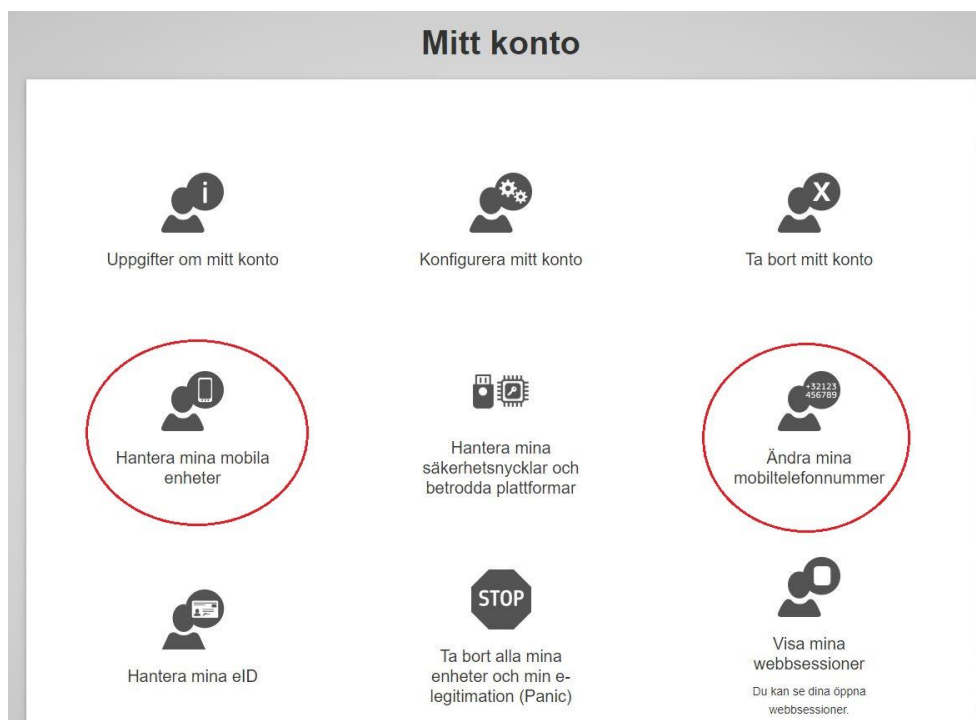 Mitt konto
i
X
Uppgifter om mitt konto
Konfigurera mitt konto
Ta bort mitt konto
+32123
456789
Hantera mina mobila
enheter
Hantera mina
säkerhetsnycklar och
betrodda plattformar
Ändra mina
mobiltelefonnummer
STOP
Hantera mina eID
Ta bort alla mina
enheter och min e-
legitimation (Panic)
Visa mina
webbsessioner
Du kan se dina öppna
webbsessioner.